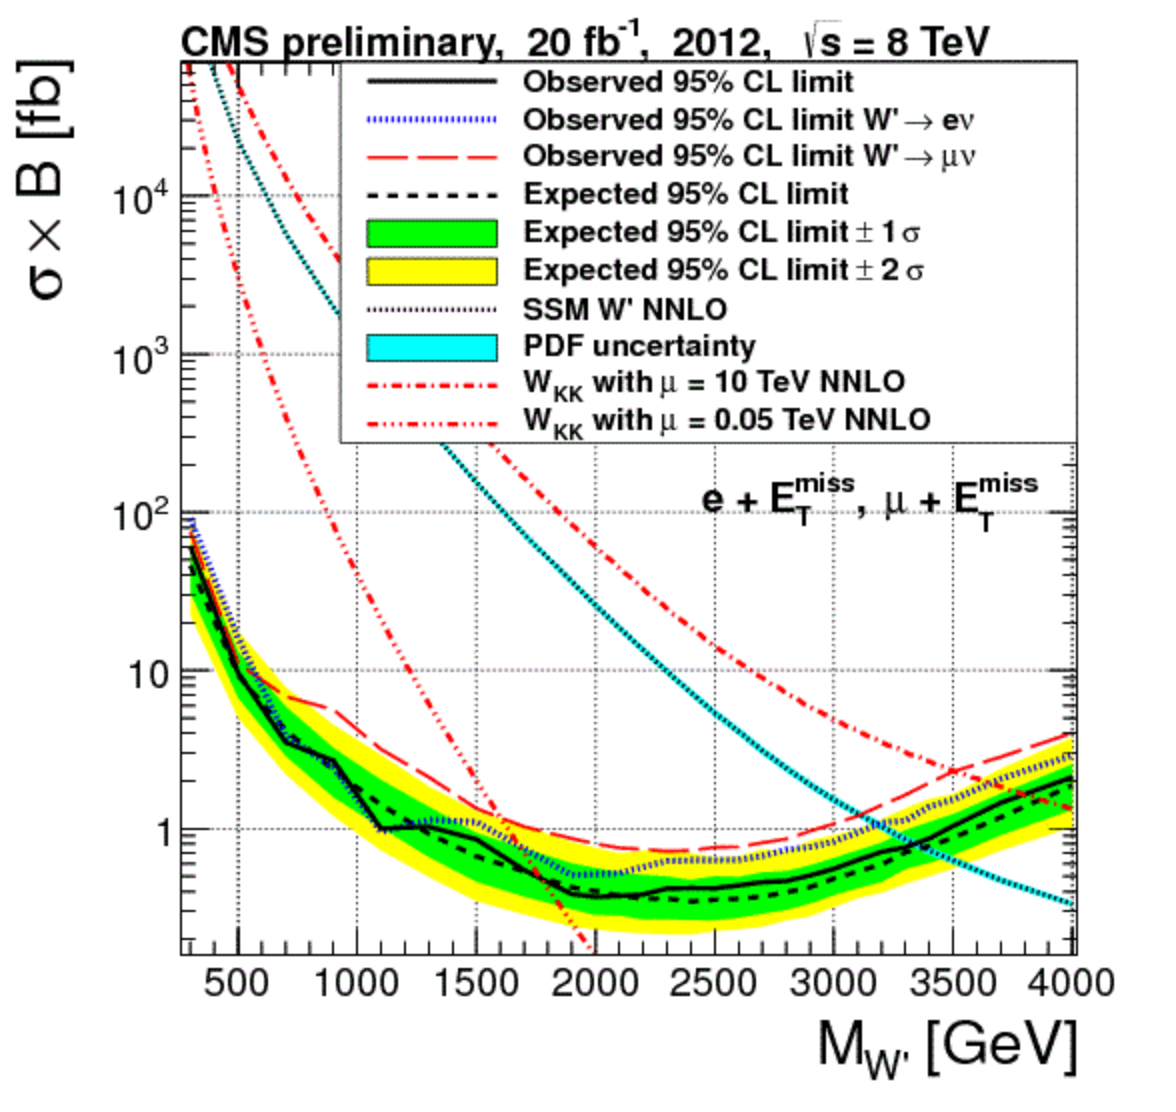 CMS preliminary, 20 fb⁻¹, 2012, √s = 8 TeV
σ × B [fb]
Observed 95% CL limit
Observed 95% CL limit W' → eν
Observed 95% CL limit W' → μν
Expected 95% CL limit
Expected 95% CL limit ± 1 σ
Expected 95% CL limit ± 2 σ
SSM W' NNLO
PDF uncertainty
W_KK with μ = 10 TeV NNLO
W_KK with μ = 0.05 TeV NNLO
e + E_T^miss, μ + E_T^miss
10⁴
10³
10²
10
1
500 1000 1500 2000 2500 3000 3500 4000
M_W' [GeV]